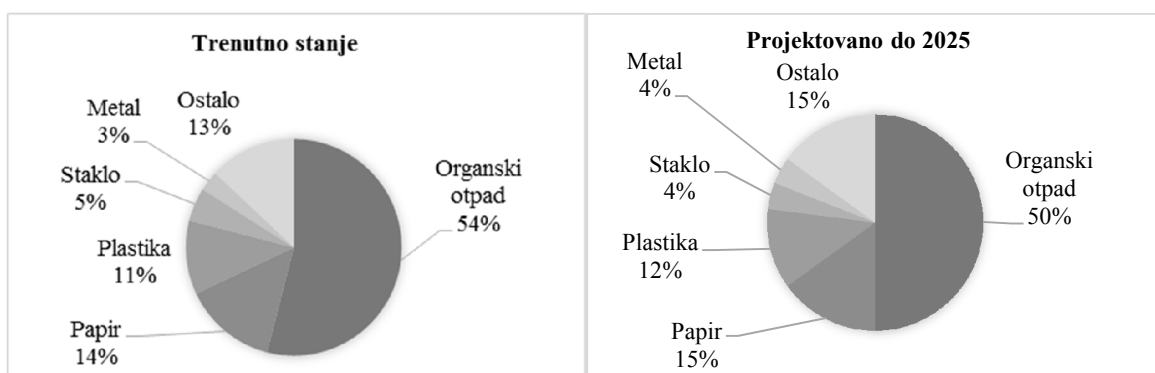 Trenutno stanje
Metal
3%
Ostalo
13%
Staklo
5%
Organski
otpad
54%
Plastika
11%
Papir
14%
Projektovano do 2025
Metal
4%
Ostalo
15%
Staklo
4%
Organski
otpad
50%
Plastika
12%
Papir
15%